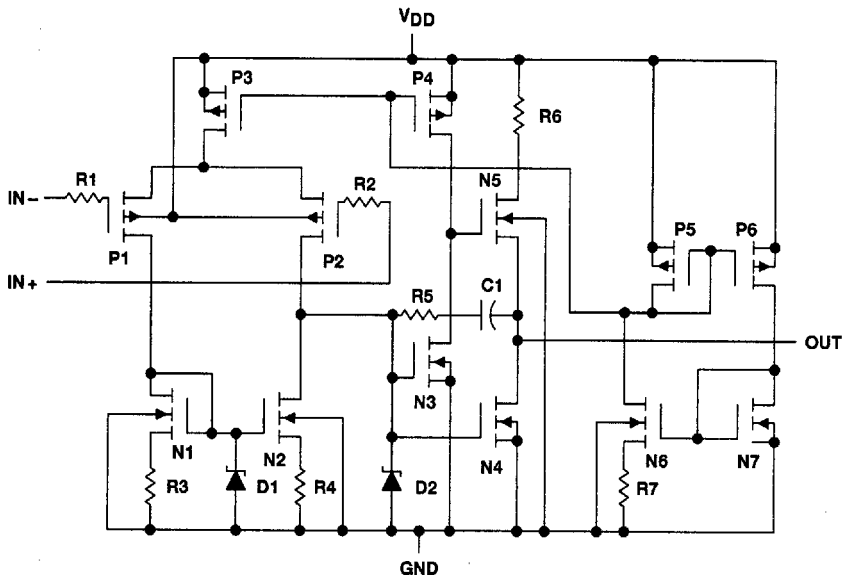 VDD
P3
P4
R6
R1
R2
N5
IN–
P5
P6
P1
P2
IN+
R5
C1
OUT
N3
N1
N2
N4
N6
N7
R3
D1
R4
D2
R7
GND